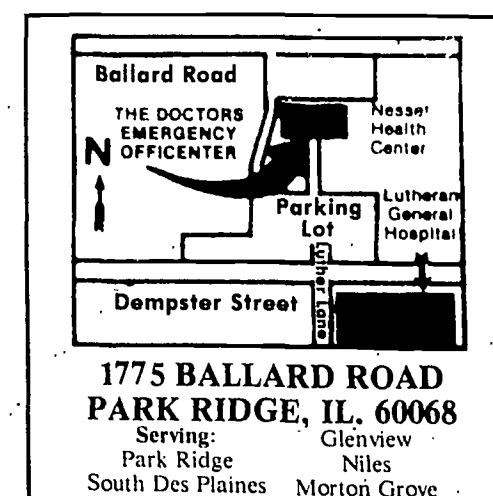 Ballard Road
THE DOCTORS
EMERGENCY
OFFICENTER
N
Nesset
Health
Center
Parking
Lot
Lutheran
General
Hospital
Luther Lane
Dempster Street
1775 BALLARD ROAD
PARK RIDGE, IL. 60068
Serving:
Park Ridge
South Des Plaines
Glenview
Niles
Morton Grove